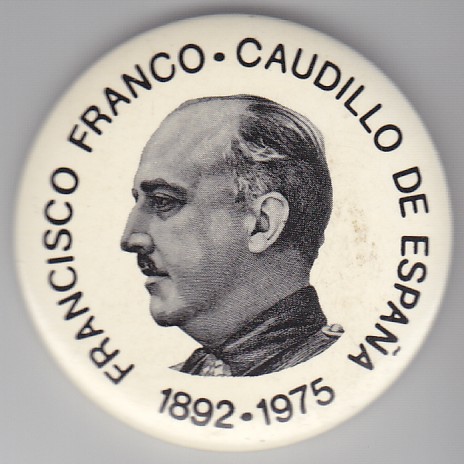 FRANCISCO FRANCO • CAUDILLO DE ESPAÑA
1892 • 1975